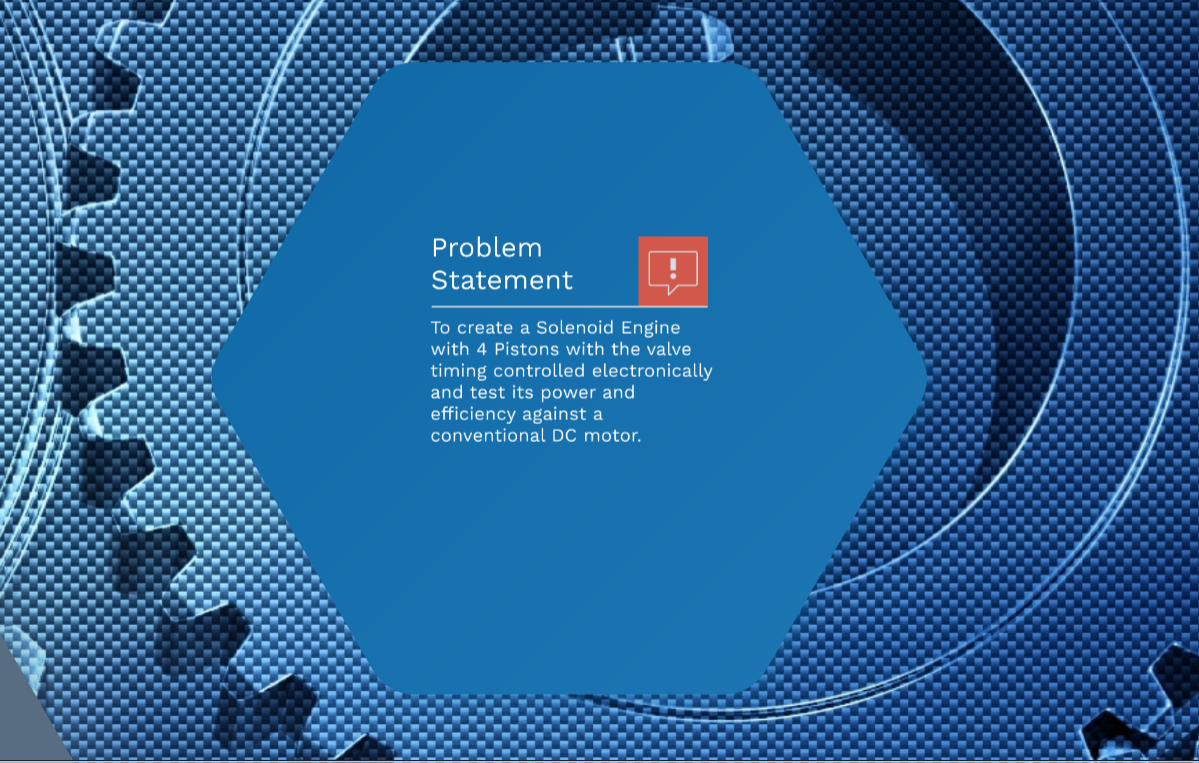 Problem
Statement
To create a Solenoid Engine
with 4 Pistons with the valve
timing controlled electronically
and test its power and
efficiency against a
conventional DC motor.